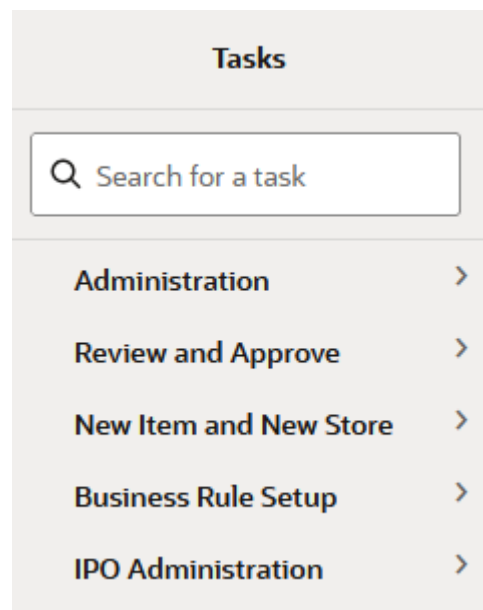 Tasks
Search for a task
Administration
Review and Approve
New Item and New Store
Business Rule Setup
IPO Administration